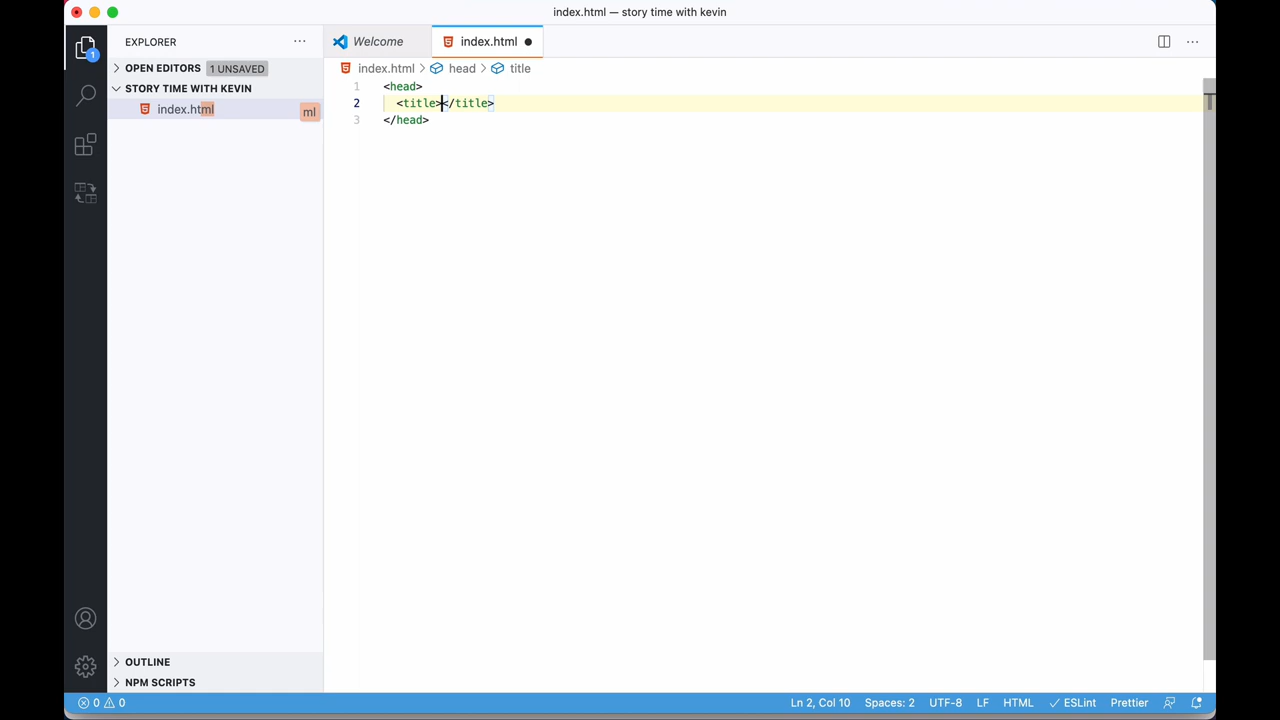 index.html — story time with kevin
EXPLORER
Welcome
index.html
OPEN EDITORS 1 UNSAVED
index.html > head > title
STORY TIME WITH KEVIN
index.html ml
1 <head>
2 <title></title>
3 </head>
1
OUTLINE
NPM SCRIPTS
0 0 Ln 2, Col 10 Spaces: 2 UTF-8 LF HTML ESLint Prettier